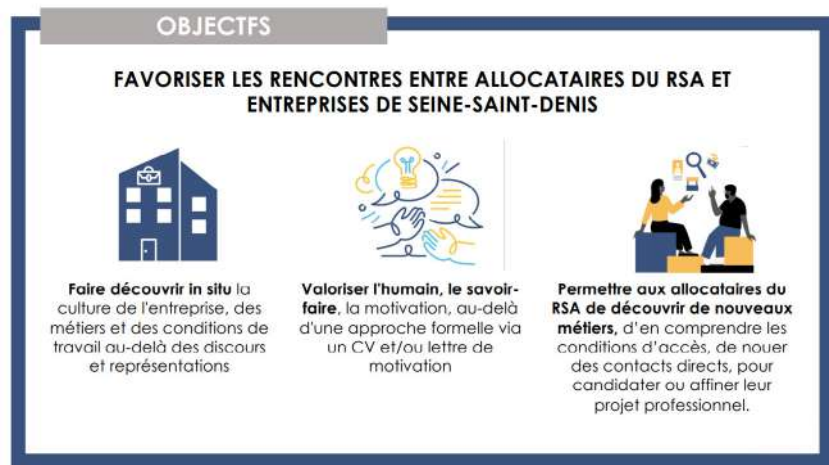 OBJECTFS
FAVORISER LES RENCONTRES ENTRE ALLOCATAIRES DU RSA ET
ENTREPRISES DE SEINE-SAINT-DENIS
Faire découvrir in situ la
culture de l'entreprise, des
métiers et des conditions de
travail au-delà des discours
et représentations
Valoriser l'humain, le savoir-
faire, la motivation, au-delà
d'une approche formelle via
un CV et/ou lettre de
motivation
Permettre aux allocataires du
RSA de découvrir de nouveaux
métiers, d'en comprendre les
conditions d'accès, de nouer
des contacts directs, pour
candidater ou affiner leur
projet professionnel.